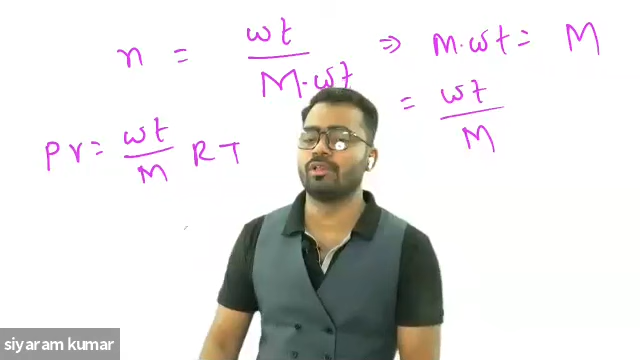 n = wt / M·wt ⇒ M·wt = M
= wt / M
PV = wt / M RT
siyaram kumar